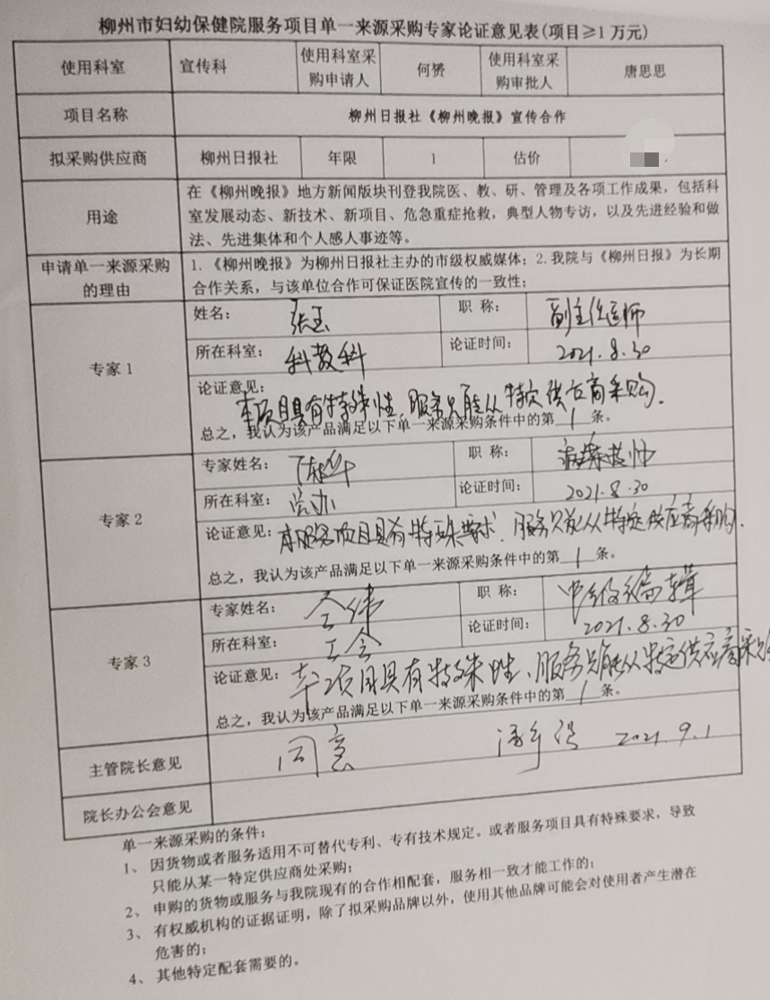 柳州市妇幼保健院服务项目单一来源采购专家论证意见表(项目≥1万元)
使用科室 宣传科 使用科室采购申请人 何赟 使用科室采购审批人 唐思思
项目名称 柳州日报社《柳州晚报》宣传合作
拟采购供应商 柳州日报社 年限 1 估价
用途
在《柳州晚报》地方新闻版块刊登我院医、教、研、管理及各项工作成果，包括科
室发展动态、新技术、新项目、危急重症抢救，典型人物专访，以及先进经验和做
法、先进集体和个人感人事迹等。
申请单一来源采购的理由
1.《柳州晚报》为柳州日报社主办的市级权威媒体；2.我院与《柳州日报》为长期
合作关系，与该单位合作可保证医院宣传的一致性；
专家1
姓名： 张玉 职 称： 副主任医师
所在科室： 科教科 论证时间： 2021.8.30
论证意见： 本项目具有特殊性，服务只能从特定供应商采购.
总之，我认为该产品满足以下单一来源采购条件中的第1条。
专家2
专家姓名： 职 称：
所在科室： 党办 论证时间： 2021.8.30
论证意见： 本服务项目具有特殊要求．服务只能从特定供应商采购．
总之，我认为该产品满足以下单一来源采购条件中的第1条。
专家3
专家姓名： 全纬 职 称： 中级编辑
所在科室： 工会 论证时间： 2021.8.30
论证意见： 本项目具有特殊性、服务只能从特定供应商采购
总之，我认为该产品满足以下单一来源采购条件中的第1条。
主管院长意见 同意 2021.9.1
院长办公会意见
单一来源采购的条件：
1、因货物或者服务适用不可替代专利、专有技术规定。或者服务项目具有特殊要求，导致
只能从某一特定供应商处采购；
2、申购的货物或服务与我院现有的合作相配套，服务相一致才能工作的；
3、有权威机构的证据证明，除了拟采购品牌以外，使用其他品牌可能会对使用者产生潜在
危害的；
4、其他特定配套需要的。